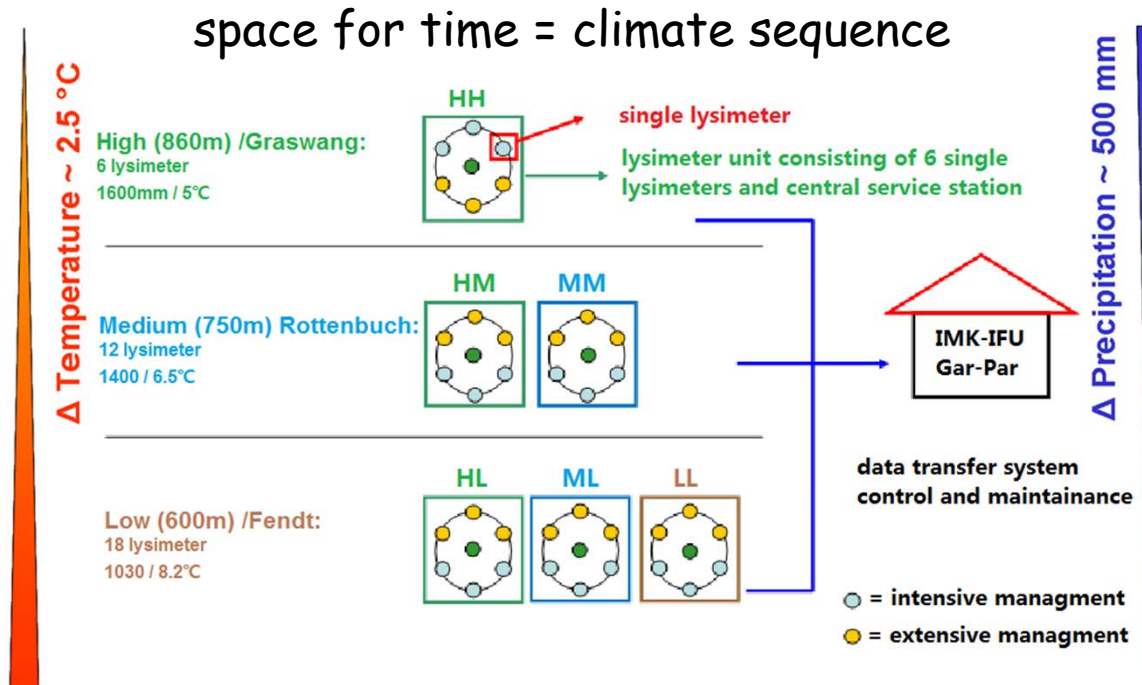 space for time = climate sequence
Δ Temperature ~ 2.5 °C
Δ Precipitation ~ 500 mm
High (860m) /Graswang:
6 lysimeter
1600mm / 5℃
HH
single lysimeter
lysimeter unit consisting of 6 single
lysimeters and central service station
Medium (750m) Rottenbuch:
12 lysimeter
1400 / 6.5℃
HM
MM
IMK-IFU
Gar-Par
data transfer system
control and maintainance
Low (600m) /Fendt:
18 lysimeter
1030 / 8.2℃
HL
ML
LL
= intensive managment
= extensive managment